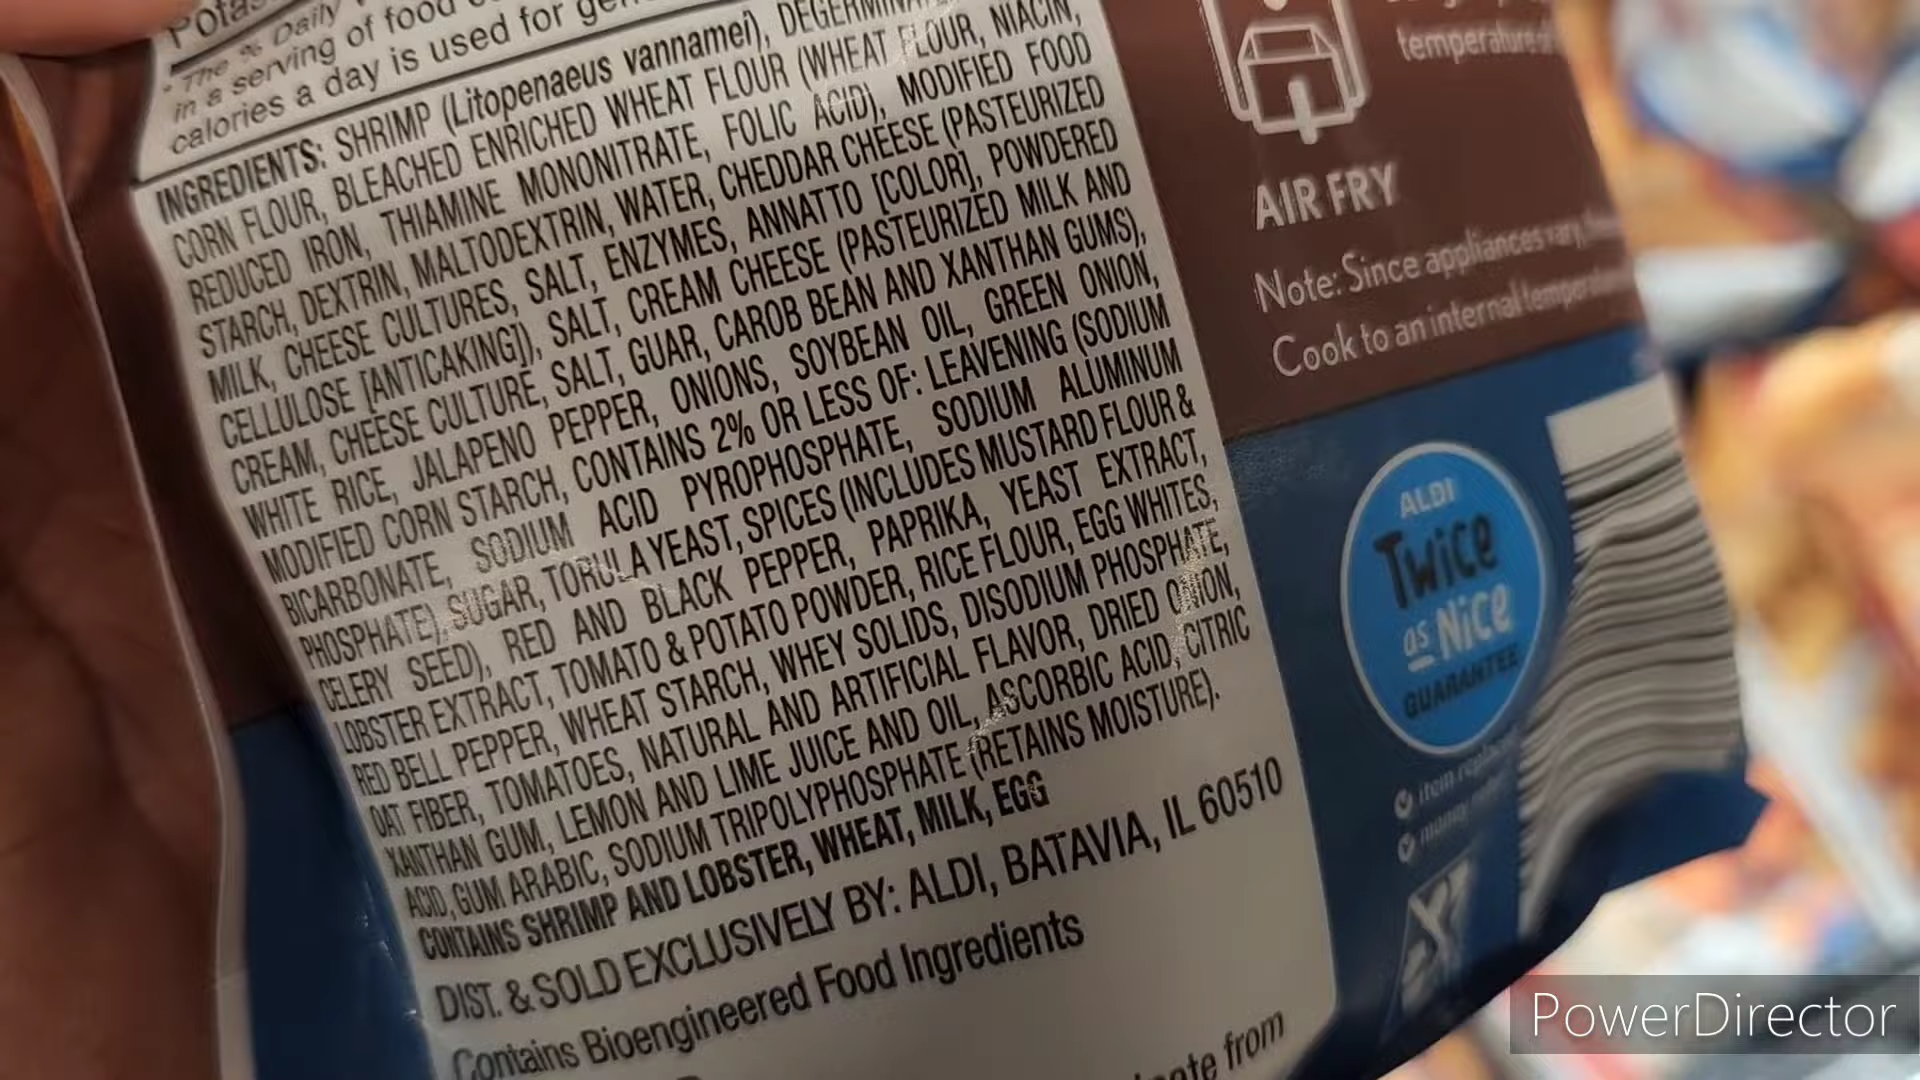 * The % Daily
in a serving of food
calories a day is used for
INGREDIENTS: SHRIMP (Litopenaeus vannamei),
CORN FLOUR, BLEACHED ENRICHED WHEAT FLOUR (WHEAT FLOUR, NIACIN,
REDUCED IRON, THIAMINE MONONITRATE, FOLIC ACID), MODIFIED FOOD
STARCH, DEXTRIN, MALTODEXTRIN, WATER, CHEDDAR CHEESE (PASTEURIZED
MILK, CHEESE CULTURES, SALT, ENZYMES, ANNATTO [COLOR], POWDERED
CELLULOSE [ANTICAKING]), SALT, CREAM CHEESE (PASTEURIZED MILK AND
CREAM, CHEESE CULTURE, SALT, GUAR, CAROB BEAN AND XANTHAN GUMS),
WHITE RICE, JALAPENO PEPPER, ONIONS, SOYBEAN OIL, GREEN ONION,
MODIFIED CORN STARCH, CONTAINS 2% OR LESS OF: LEAVENING (SODIUM
BICARBONATE, SODIUM ACID PYROPHOSPHATE, SODIUM ALUMINUM
PHOSPHATE), SUGAR, TORULA YEAST, SPICES (INCLUDES MUSTARD FLOUR &
CELERY SEED), RED AND BLACK PEPPER, PAPRIKA, YEAST EXTRACT,
LOBSTER EXTRACT, TOMATO & POTATO POWDER, RICE FLOUR, EGG WHITES,
RED BELL PEPPER, WHEAT STARCH, WHEY SOLIDS, DISODIUM PHOSPHATE,
OAT FIBER, TOMATOES, NATURAL AND ARTIFICIAL FLAVOR, DRIED ONION,
XANTHAN GUM, LEMON AND LIME JUICE AND OIL, ASCORBIC ACID, CITRIC
ACID, GUM ARABIC, SODIUM TRIPOLYPHOSPHATE (RETAINS MOISTURE).
CONTAINS SHRIMP AND LOBSTER, WHEAT, MILK, EGG
DIST. & SOLD EXCLUSIVELY BY: ALDI, BATAVIA, IL 60510
Contains Bioengineered Food Ingredients
from
AIR FRY
Note: Since appliances vary,
Cook to an internal
ALDI
Twice
as Nice
GUARANTEE
item
money
PowerDirector